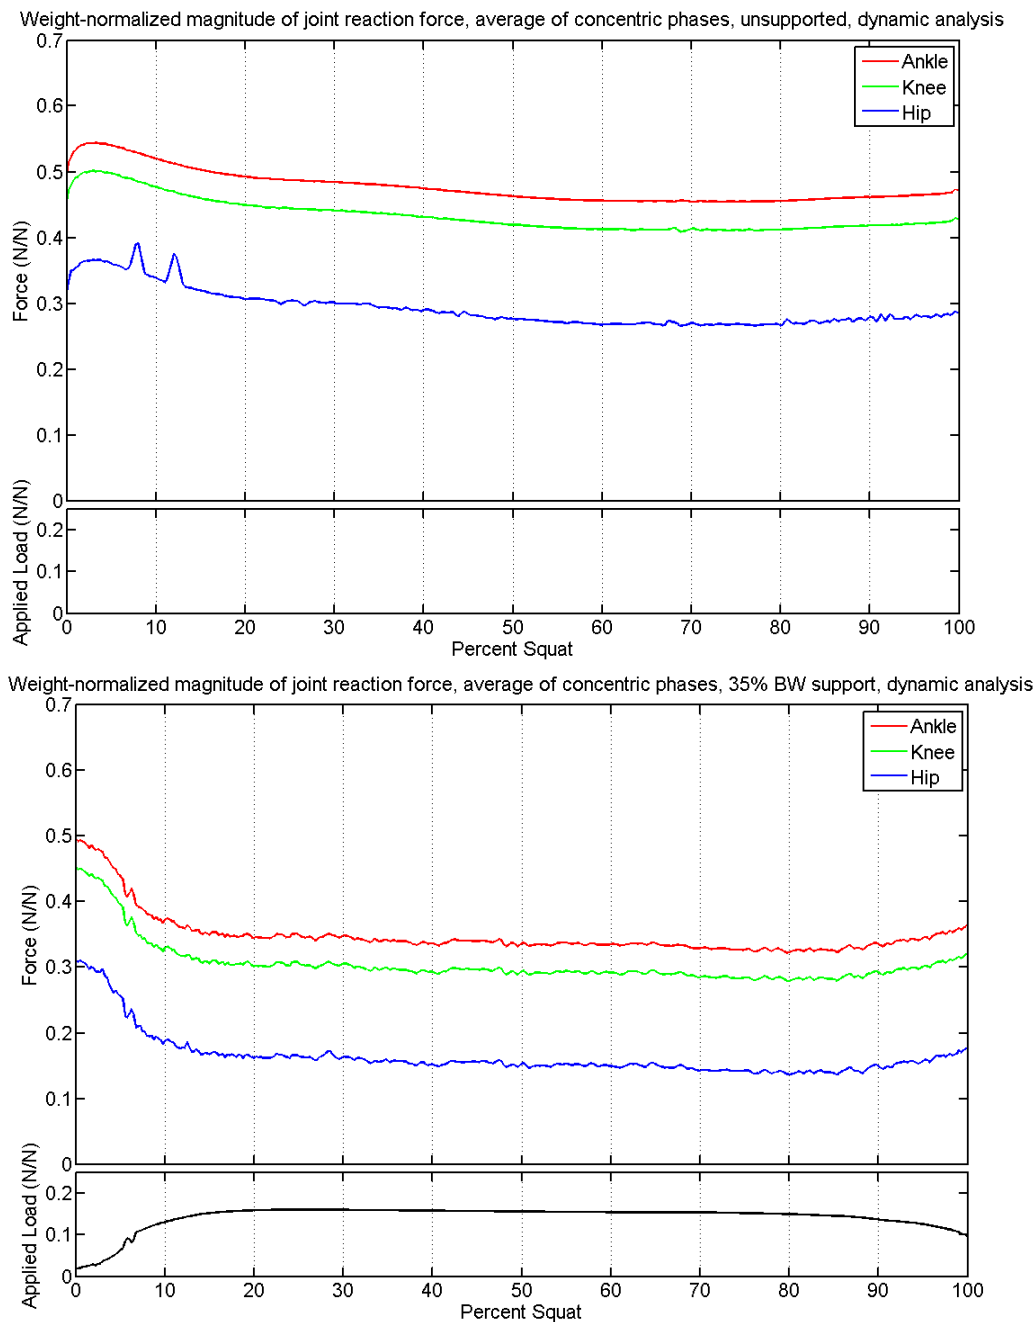 Weight-normalized magnitude of joint reaction force, average of concentric phases, unsupported, dynamic analysis
0.7
0.6
0.5
0.4
0.3
0.2
0.1
0
Force (N/N)
Ankle
Knee
Hip
0.2
0.1
0
Applied Load (N/N)
0 10 20 30 40 50 60 70 80 90 100
Percent Squat
Weight-normalized magnitude of joint reaction force, average of concentric phases, 35% BW support, dynamic analysis
0.7
0.6
0.5
0.4
0.3
0.2
0.1
0
Force (N/N)
Ankle
Knee
Hip
0.2
0.1
0
Applied Load (N/N)
0 10 20 30 40 50 60 70 80 90 100
Percent Squat